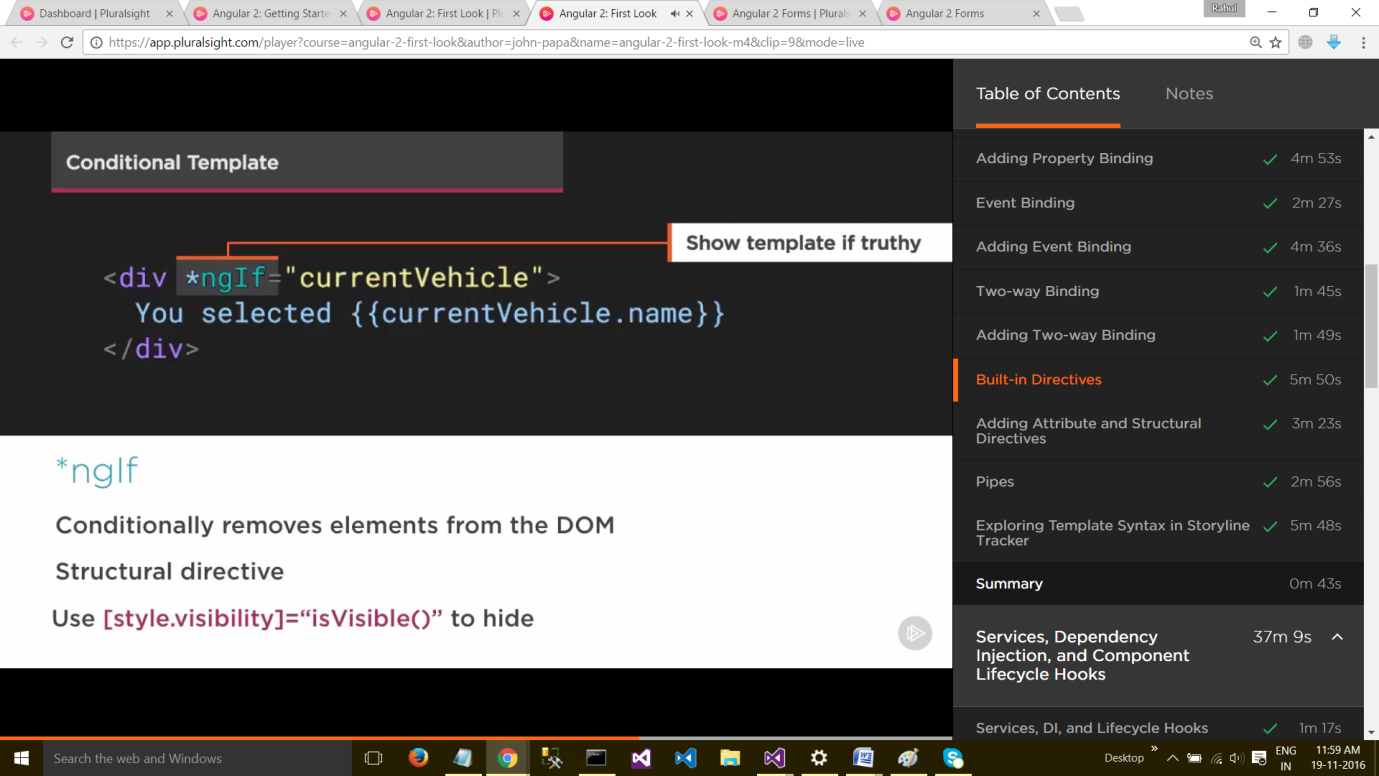 Dashboard | Pluralsight
Angular 2: Getting Starte
Angular 2: First Look | Pl
Angular 2: First Look
Angular 2 Forms | Plurals
Angular 2 Forms
Rahul
https://app.pluralsight.com/player?course=angular-2-first-look&author=john-papa&name=angular-2-first-look-m4&clip=9&mode=live
Conditional Template
Show template if truthy
<div *ngIf="currentVehicle">
You selected {{currentVehicle.name}}
</div>
*ngIf
Conditionally removes elements from the DOM
Structural directive
Use [style.visibility]=“isVisible()” to hide
Table of Contents
Notes
Adding Property Binding 4m 53s
Event Binding 2m 27s
Adding Event Binding 4m 36s
Two-way Binding 1m 45s
Adding Two-way Binding 1m 49s
Built-in Directives 5m 50s
Adding Attribute and Structural 3m 23s
Directives
Pipes 2m 56s
Exploring Template Syntax in Storyline 5m 48s
Tracker
Summary 0m 43s
Services, Dependency 37m 9s
Injection, and Component
Lifecycle Hooks
Services, DI, and Lifecycle Hooks 1m 17s
Search the web and Windows
Desktop
ENG
IN
11:59 AM
19-11-2016